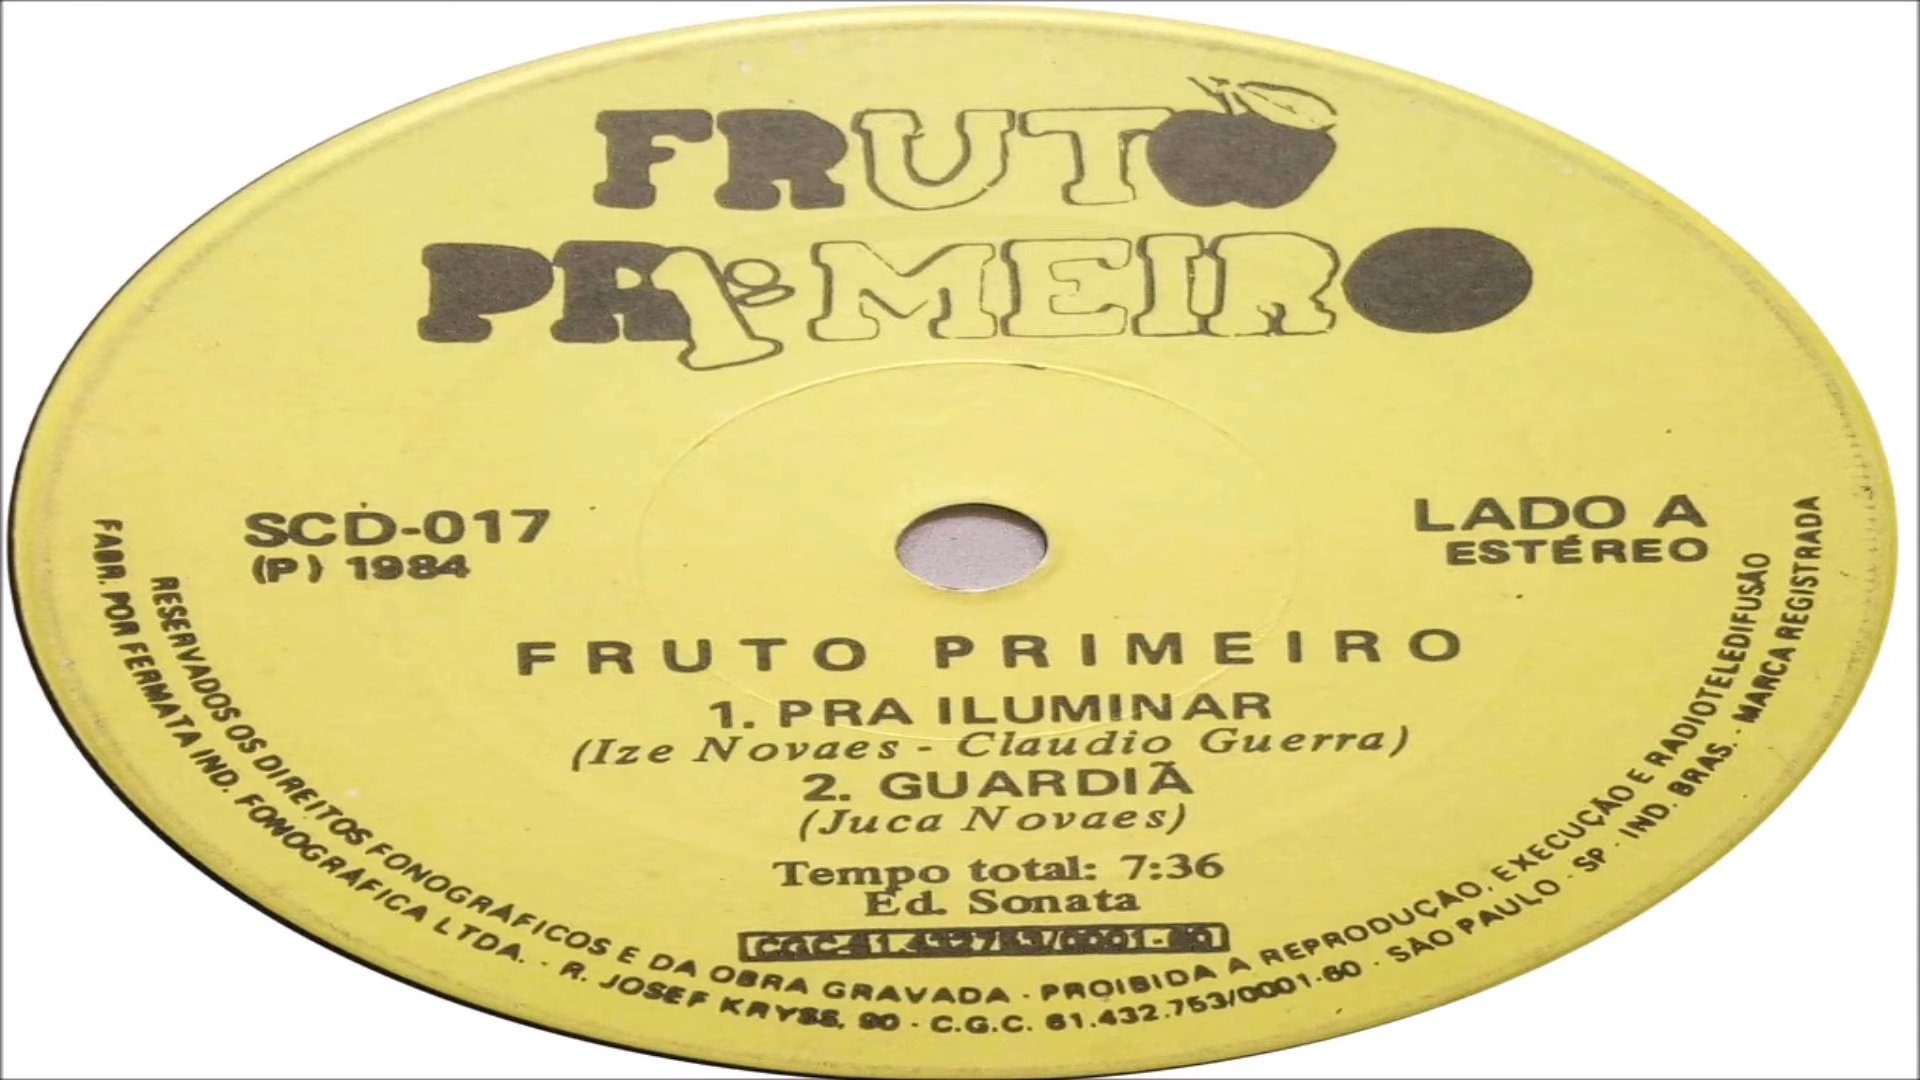 FRUTO
PRIMEIRO
SCD-017
(P) 1984
LADO A
ESTÉREO
FRUTO PRIMEIRO
1. PRA ILUMINAR
(Ize Novaes - Claudio Guerra)
2. GUARDIÃ
(Juca Novaes)
Tempo total: 7:36
Ed. Sonata
RESERVADOS OS DIREITOS FONOGRÁFICOS E DA OBRA GRAVADA · PROIBIDA A REPRODUÇÃO, EXECUÇÃO E RADIOTELEDIFUSÃO
FABR. POR FERMATA IND. FONOGRÁFICA LTDA. - R. JOSEF KRYSS, 90 · C.G.C. 61.432.753/0001-60 · SÃO PAULO - SP · IND. BRAS. - MARCA REGISTRADA